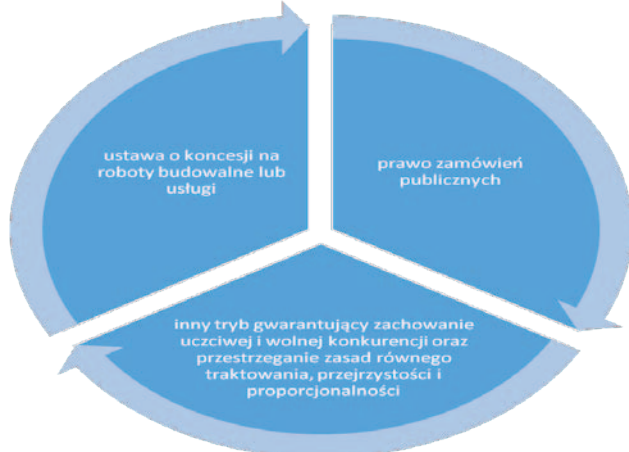 ustawa o koncesji na
roboty budowalne lub
usługi
prawo zamówień
publicznych
inny tryb gwarantujący zachowanie
uczciwej i wolnej konkurencji oraz
przestrzeganie zasad równego
traktowania, przejrzystości i
proporcjonalności